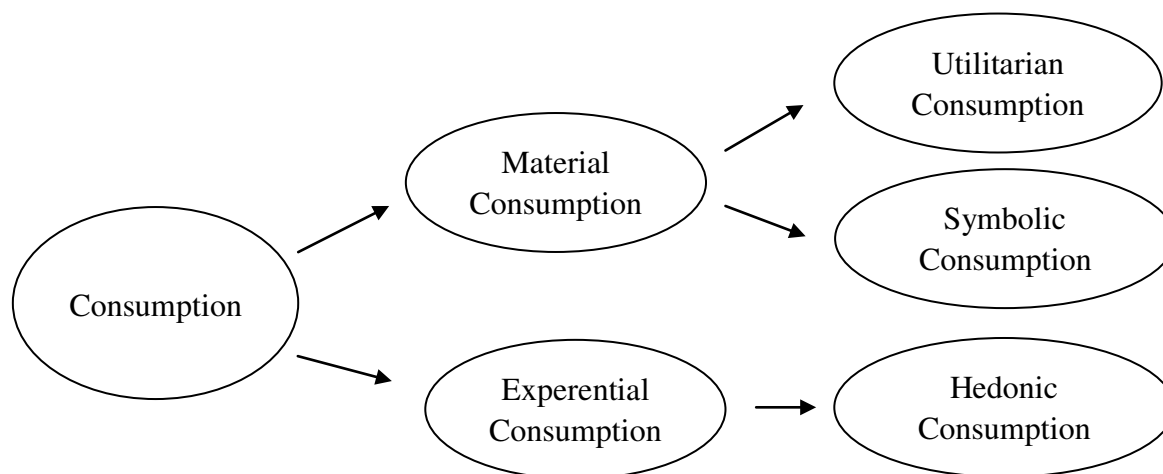 Utilitarian
Consumption
Material
Consumption
Symbolic
Consumption
Consumption
Experential
Consumption
Hedonic
Consumption